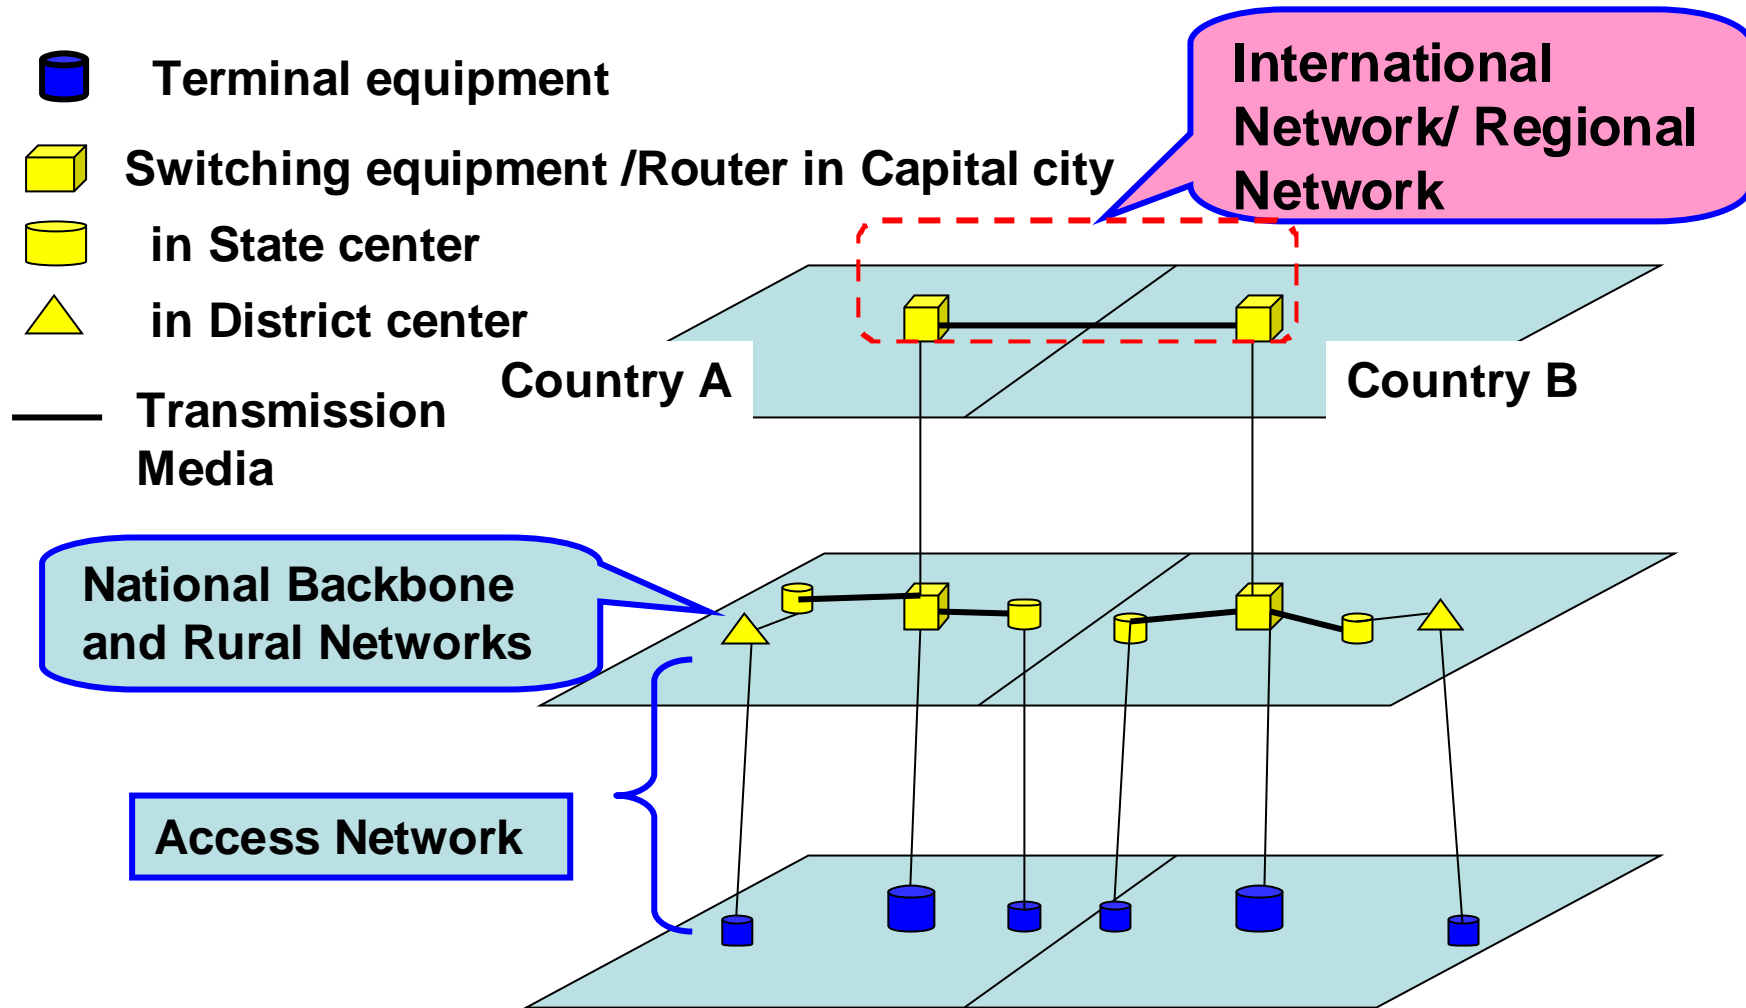 Terminal equipment
Switching equipment /Router in Capital city
in State center
in District center
Transmission
Media
International
Network/ Regional
Network
Country A
Country B
National Backbone
and Rural Networks
Access Network